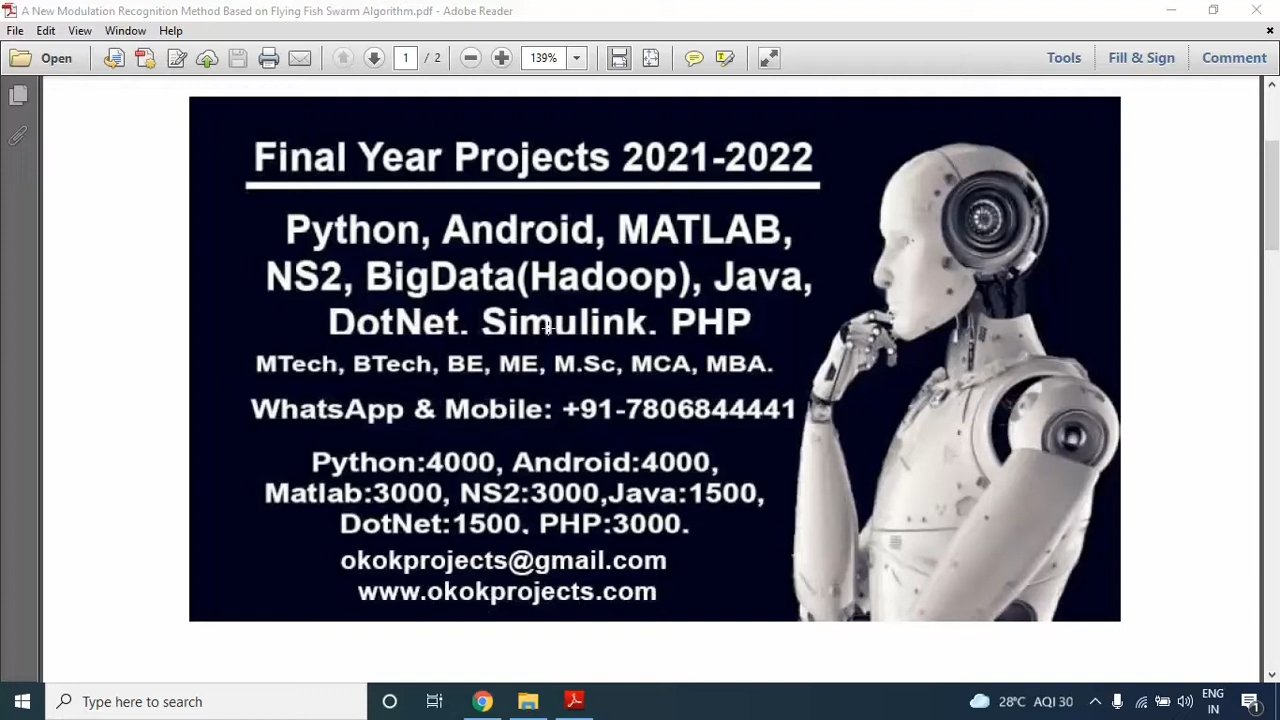 A New Modulation Recognition Method Based on Flying Fish Swarm Algorithm.pdf - Adobe Reader
File Edit View Window Help
Open 1 / 2 139% Tools Fill & Sign Comment
Final Year Projects 2021-2022
Python, Android, MATLAB,
NS2, BigData(Hadoop), Java,
DotNet. Simulink. PHP
MTech, BTech, BE, ME, M.Sc, MCA, MBA.
WhatsApp & Mobile: +91-7806844441
Python:4000, Android:4000,
Matlab:3000, NS2:3000,Java:1500,
DotNet:1500, PHP:3000.
okokprojects@gmail.com
www.okokprojects.com
Type here to search 28°C AQI 30 ENG
IN 1